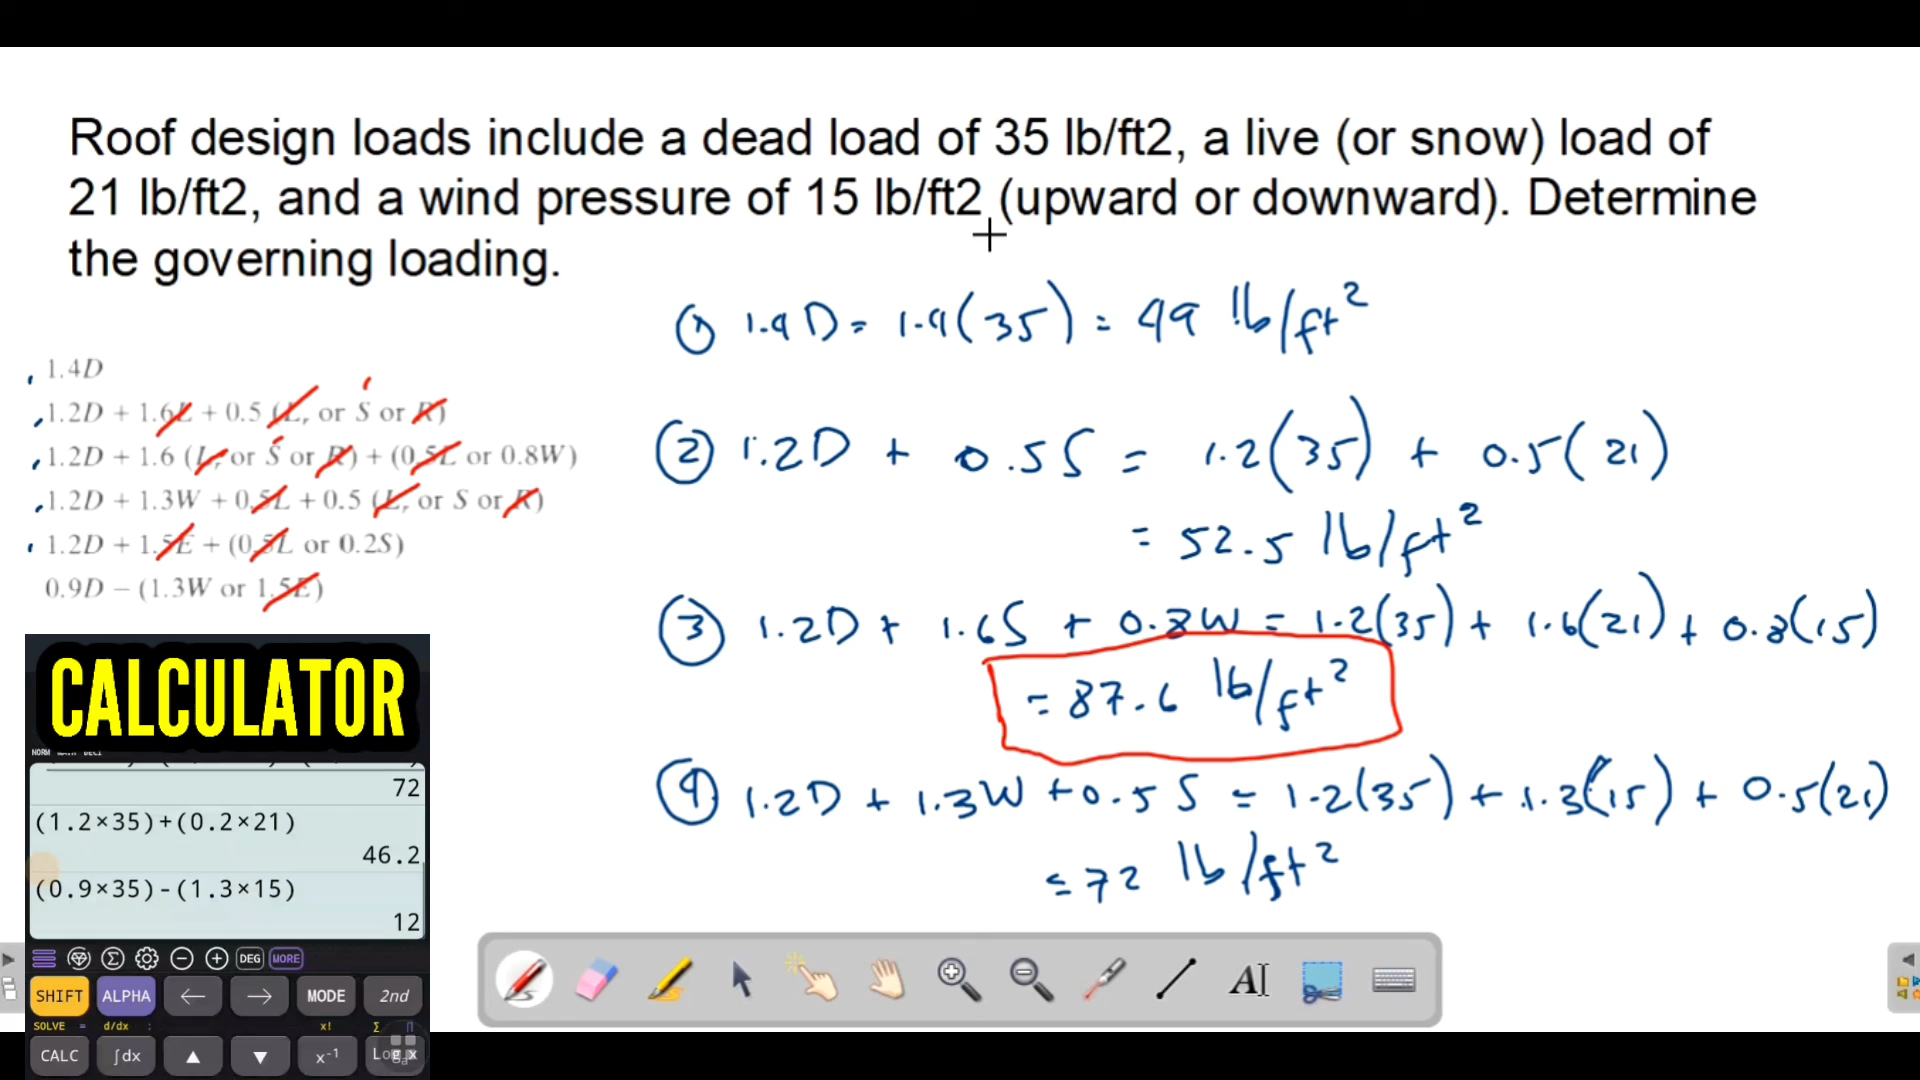 Roof design loads include a dead load of 35 lb/ft2, a live (or snow) load of
21 lb/ft2, and a wind pressure of 15 lb/ft2 (upward or downward). Determine
the governing loading.
① 1.4D = 1.4(35) = 49 lb/ft²
1.4D
1.2D + 1.6L + 0.5 (Lr or S or R)
1.2D + 1.6 (Lr or S or R) + (0.5L or 0.8W)
1.2D + 1.3W + 0.5L + 0.5 (Lr or S or R)
1.2D + 1.5E + (0.5L or 0.2S)
0.9D – (1.3W or 1.5E)
② 1.2D + 0.5S = 1.2(35) + 0.5(21)
= 52.5 lb/ft²
③ 1.2D + 1.6S + 0.8W = 1.2(35) + 1.6(21) + 0.8(15)
= 87.6 lb/ft²
④ 1.2D + 1.3W + 0.5S = 1.2(35) + 1.3(15) + 0.5(21)
= 72 lb/ft²
CALCULATOR
72
(1.2×35)+(0.2×21)
46.2
(0.9×35)-(1.3×15)
12
DEG MORE
SHIFT ALPHA ← → MODE 2nd
SOLVE = d/dx : x! Σ
CALC ∫dx ▲ ▼ x⁻¹
AI